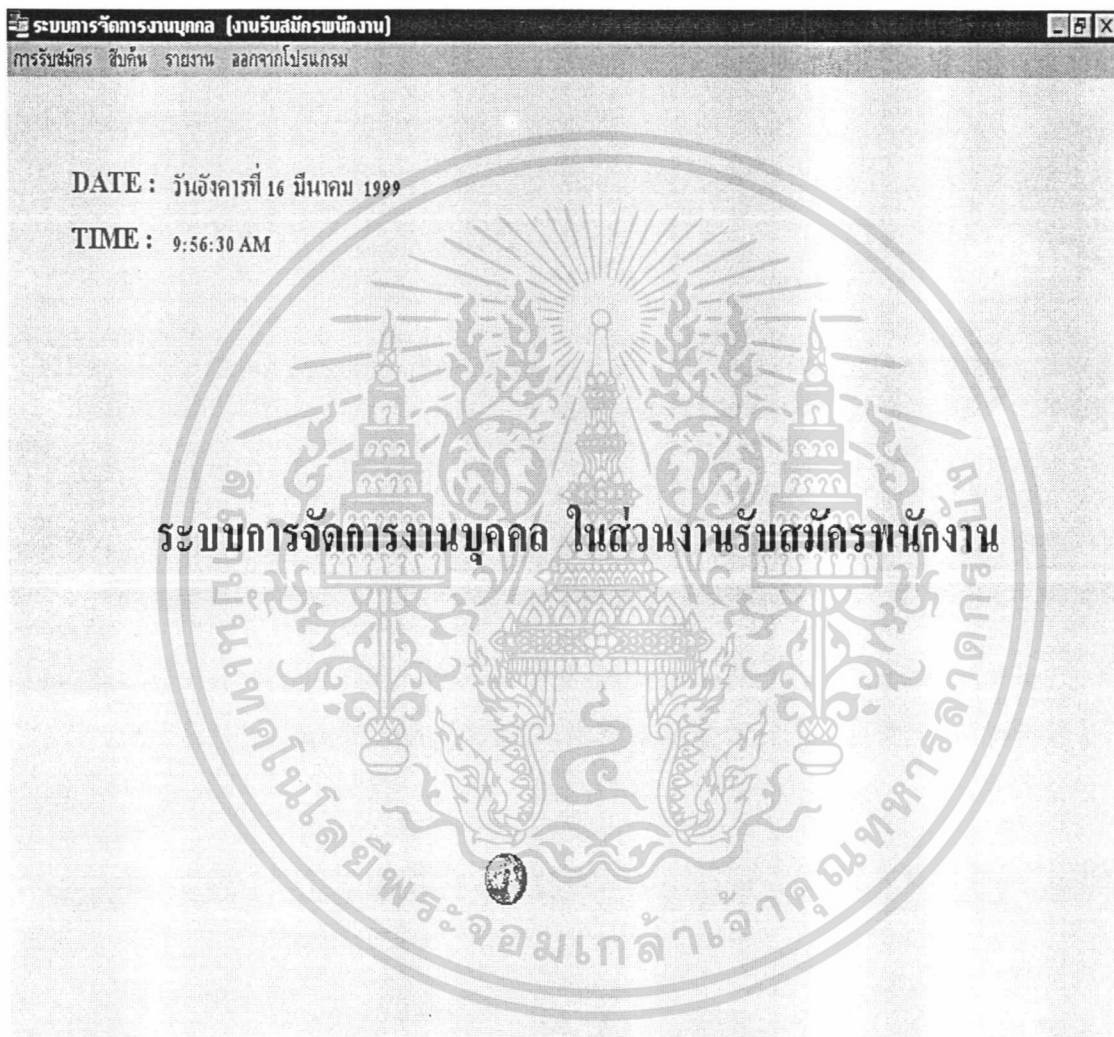 ระบบการจัดการงานบุคคล (งานรับสมัครพนักงาน)
การรับสมัคร สืบค้น รายงาน ออกจากโปรแกรม
DATE : วันอังคารที่ 16 มีนาคม 1999
TIME : 9:56:30 AM
ระบบการจัดการงานบุคคล ในส่วนงานรับสมัครพนักงาน
สถาบันเทคโนโลยีพระจอมเกล้าเจ้าคุณทหารลาดกระบัง